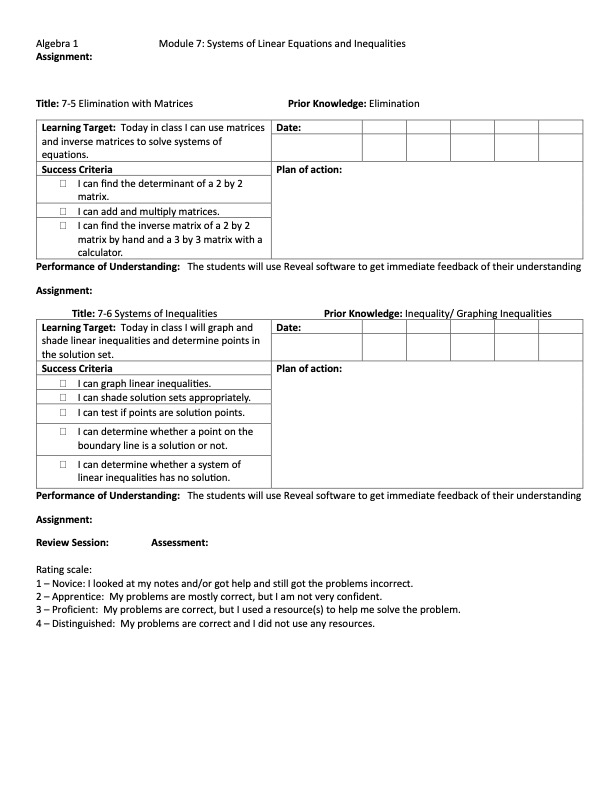 Algebra 1 Module 7: Systems of Linear Equations and Inequalities
Assignment:
Title: 7-5 Elimination with Matrices Prior Knowledge: Elimination
Learning Target: Today in class I can use matrices
and inverse matrices to solve systems of
equations.
Date:
Success Criteria
☐ I can find the determinant of a 2 by 2
matrix.
☐ I can add and multiply matrices.
☐ I can find the inverse matrix of a 2 by 2
matrix by hand and a 3 by 3 matrix with a
calculator.
Plan of action:
Performance of Understanding: The students will use Reveal software to get immediate feedback of their understanding
Assignment:
Title: 7-6 Systems of Inequalities Prior Knowledge: Inequality/ Graphing Inequalities
Learning Target: Today in class I will graph and
shade linear inequalities and determine points in
the solution set.
Date:
Success Criteria
☐ I can graph linear inequalities.
☐ I can shade solution sets appropriately.
☐ I can test if points are solution points.
☐ I can determine whether a point on the
boundary line is a solution or not.
☐ I can determine whether a system of
linear inequalities has no solution.
Plan of action:
Performance of Understanding: The students will use Reveal software to get immediate feedback of their understanding
Assignment:
Review Session: Assessment:
Rating scale:
1 – Novice: I looked at my notes and/or got help and still got the problems incorrect.
2 – Apprentice: My problems are mostly correct, but I am not very confident.
3 – Proficient: My problems are correct, but I used a resource(s) to help me solve the problem.
4 – Distinguished: My problems are correct and I did not use any resources.